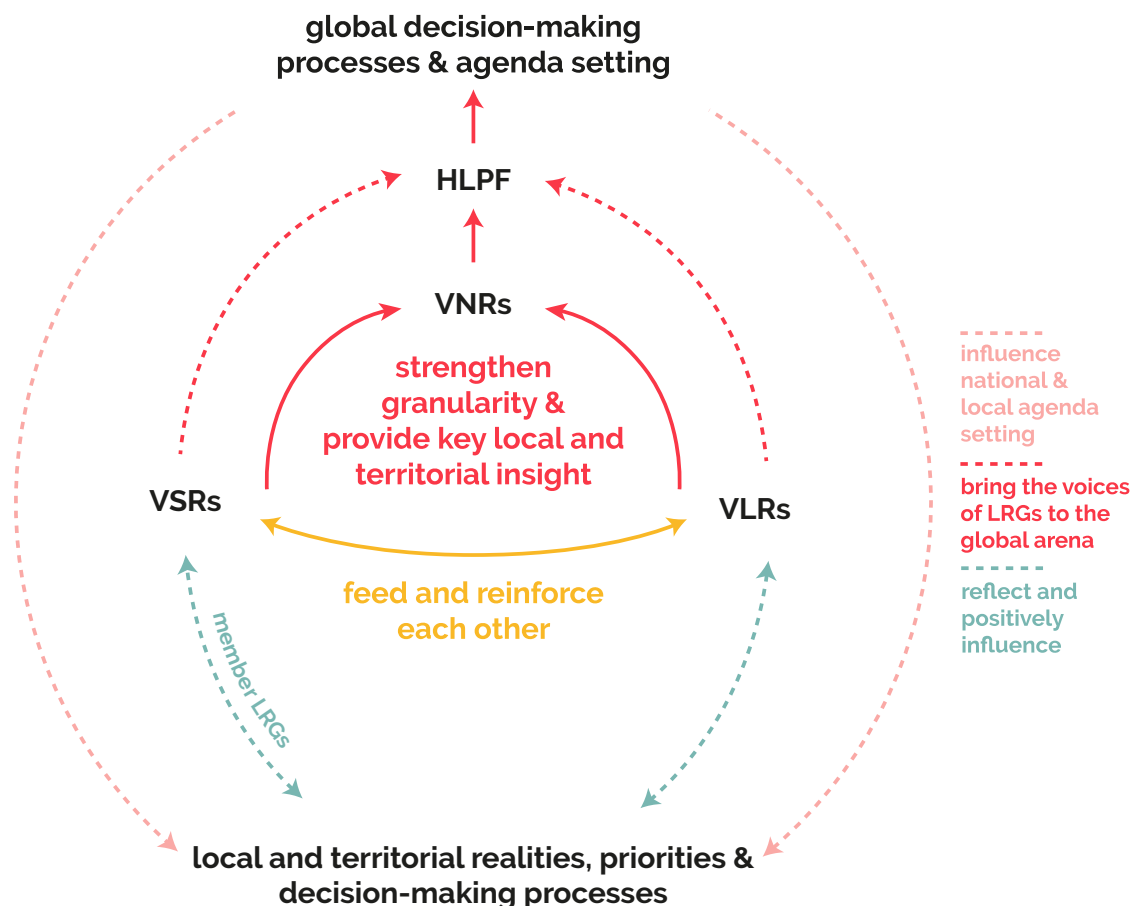 global decision-making
processes & agenda setting
HLPF
VNRs
strengthen
granularity &
provide key local and
territorial insight
VSRs
VLRs
feed and reinforce
each other
member LRGs
local and territorial realities, priorities &
decision-making processes
influence
national &
local agenda
setting
bring the voices
of LRGs to the
global arena
reflect and
positively
influence